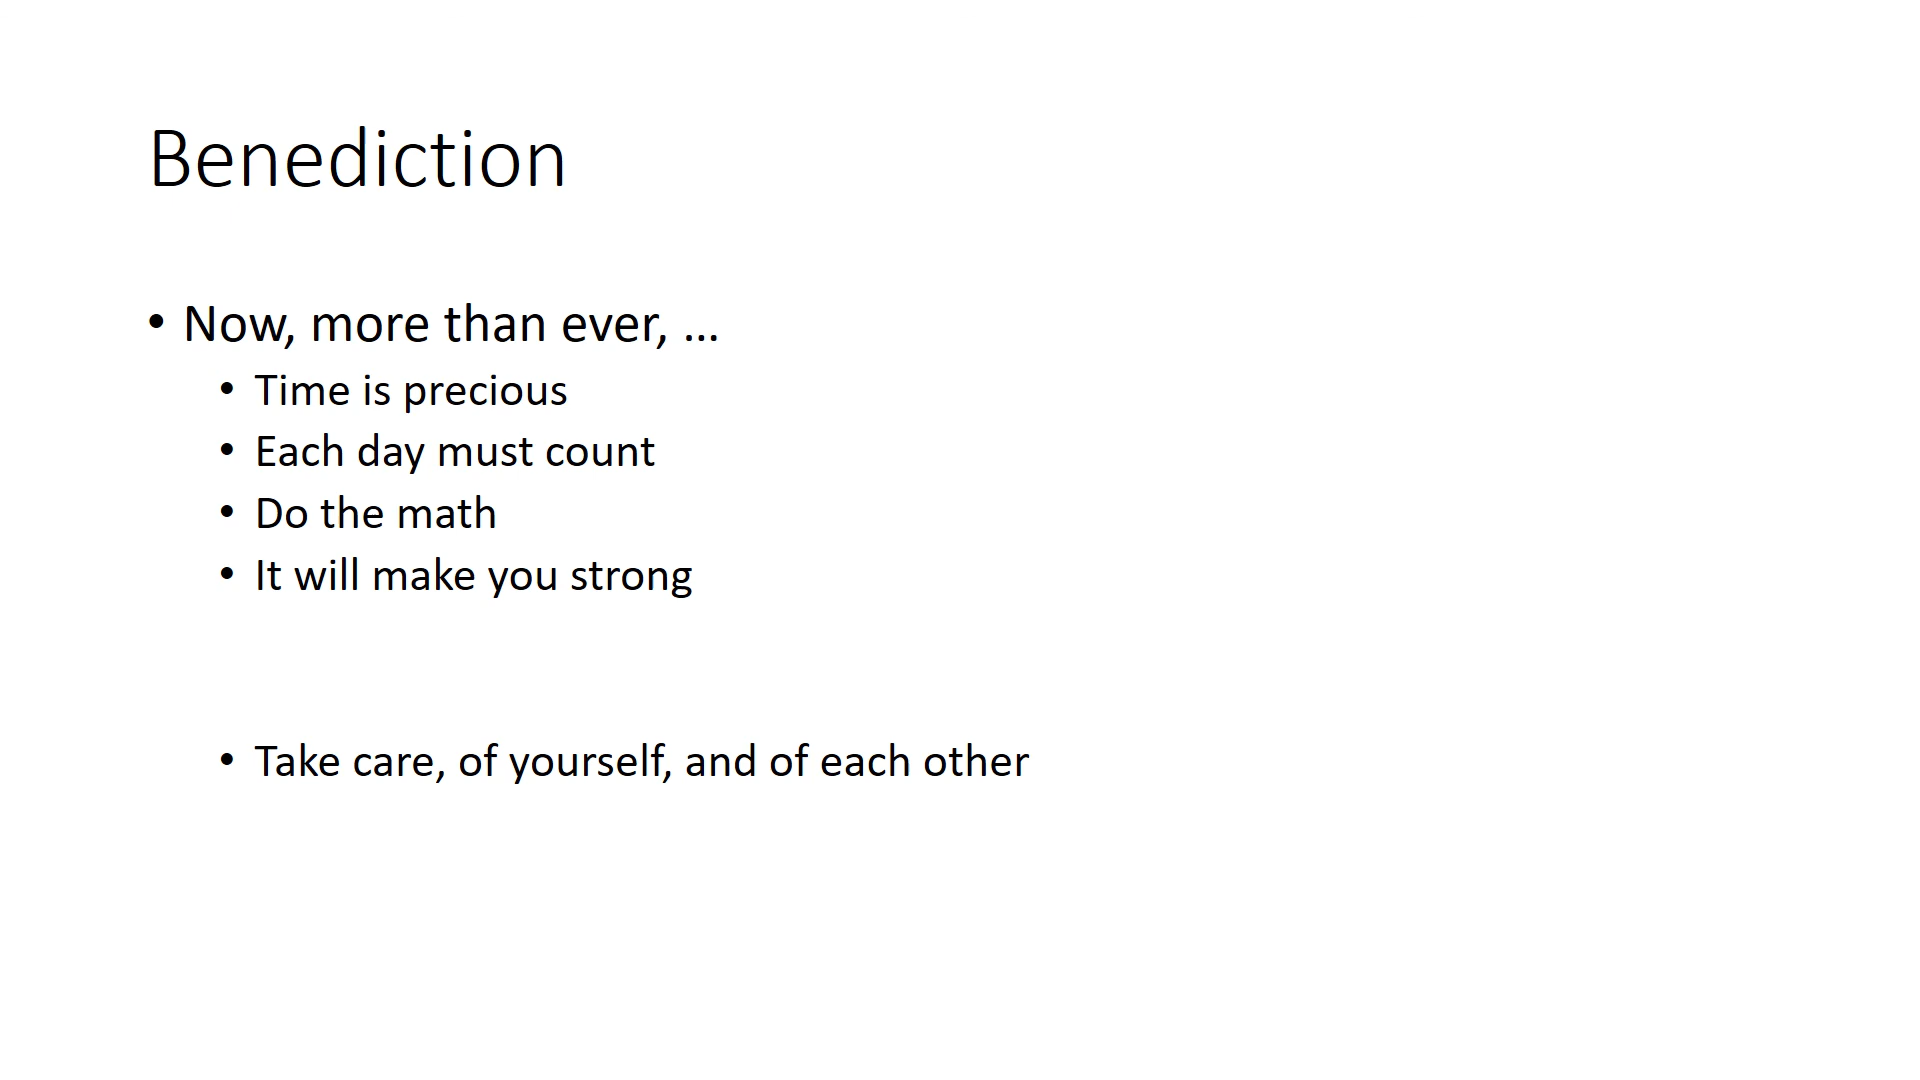 Benediction
• Now, more than ever, …
• Time is precious
• Each day must count
• Do the math
• It will make you strong
• Take care, of yourself, and of each other